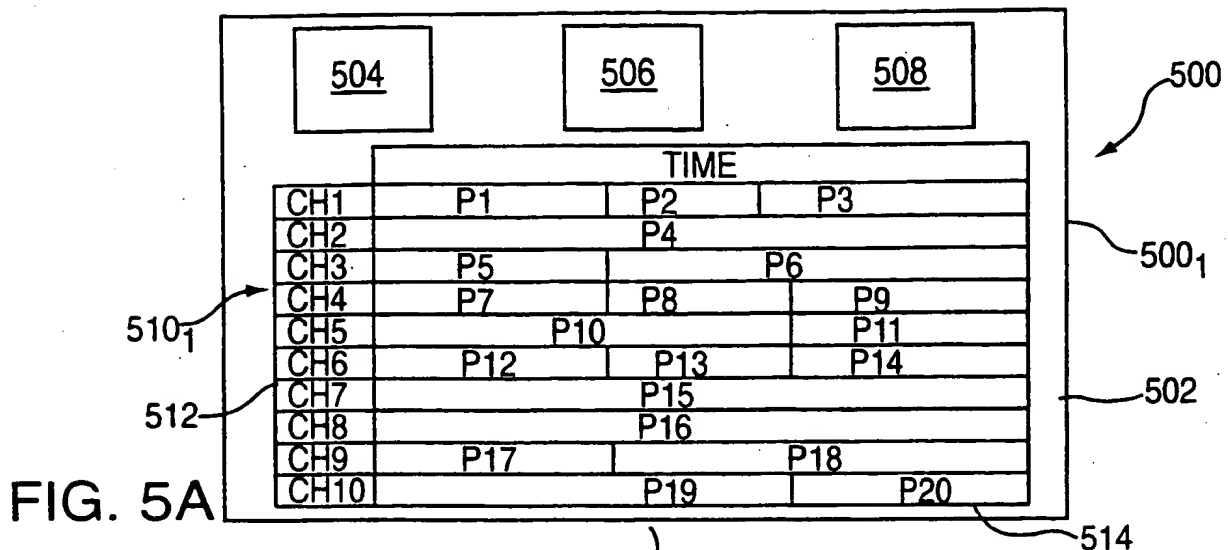 504 506 508
500
TIME
CH1 P1 P2 P3
CH2 P4
500₁
CH3 P5 P6
CH4 P7 P8 P9
510₁
CH5 P10 P11
CH6 P12 P13 P14
CH7 P15
502
512
CH8 P16
CH9 P17 P18
CH10 P19 P20
FIG. 5A
514